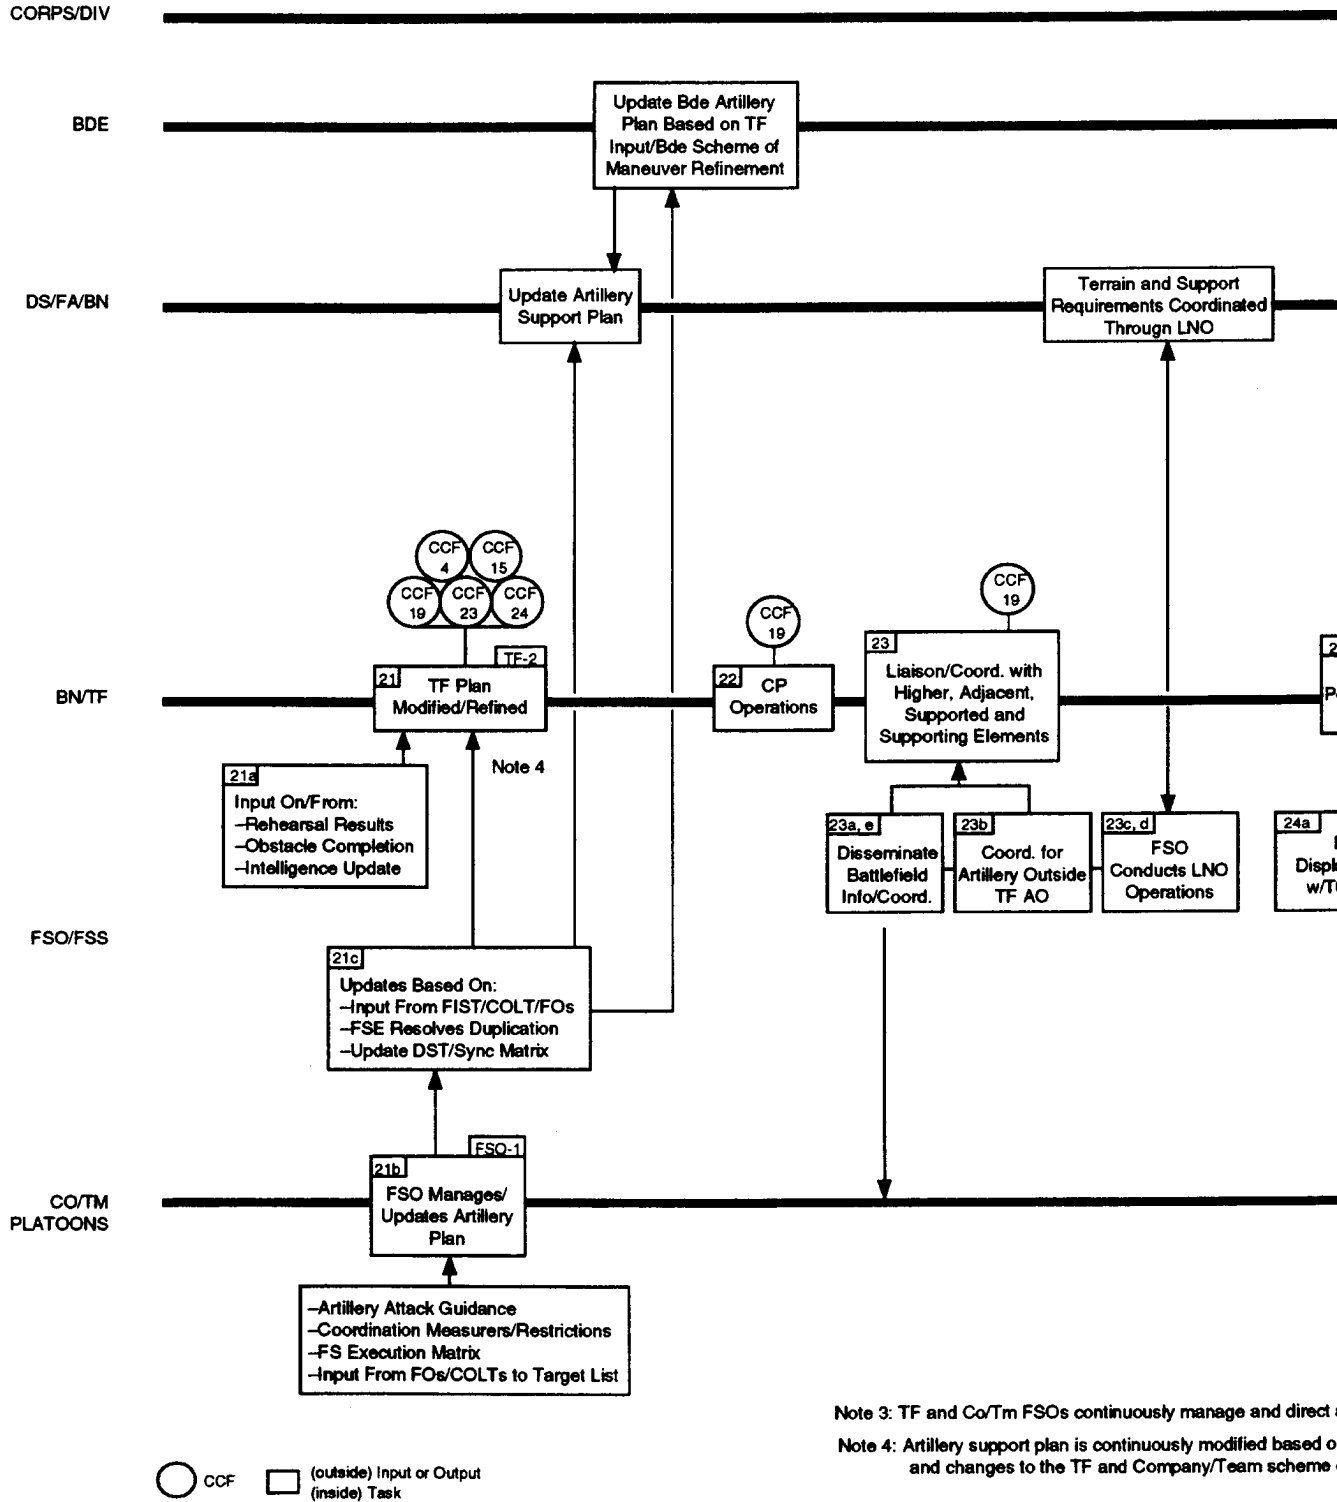 CORPS/DIV
BDE
Update Bde Artillery
Plan Based on TF
Input/Bde Scheme of
Maneuver Refinement
DS/FA/BN
Update Artillery
Support Plan
Terrain and Support
Requirements Coordinated
Througn LNO
CCF
4
CCF
15
CCF
19
CCF
23
CCF
24
CCF
19
CCF
19
BN/TF
TF-2
21
TF Plan
Modified/Refined
22
CP
Operations
23
Liaison/Coord. with
Higher, Adjacent,
Supported and
Supporting Elements
Note 4
21a
Input On/From:
–Rehearsal Results
–Obstacle Completion
–Intelligence Update
23a, e
Disseminate
Battlefield
Info/Coord.
23b
Coord. for
Artillery Outside
TF AO
23c, d
FSO
Conducts LNO
Operations
24a
FSO/FSS
21c
Updates Based On:
–Input From FIST/COLT/FOs
–FSE Resolves Duplication
–Update DST/Sync Matrix
CO/TM
PLATOONS
FSO-1
21b
FSO Manages/
Updates Artillery
Plan
–Artillery Attack Guidance
–Coordination Measurers/Restrictions
–FS Execution Matrix
–Input From FOs/COLTs to Target List
Note 3: TF and Co/Tm FSOs continuously manage and direct
Note 4: Artillery support plan is continuously modified based
and changes to the TF and Company/Team scheme
CCF
(outside) Input or Output
(inside) Task